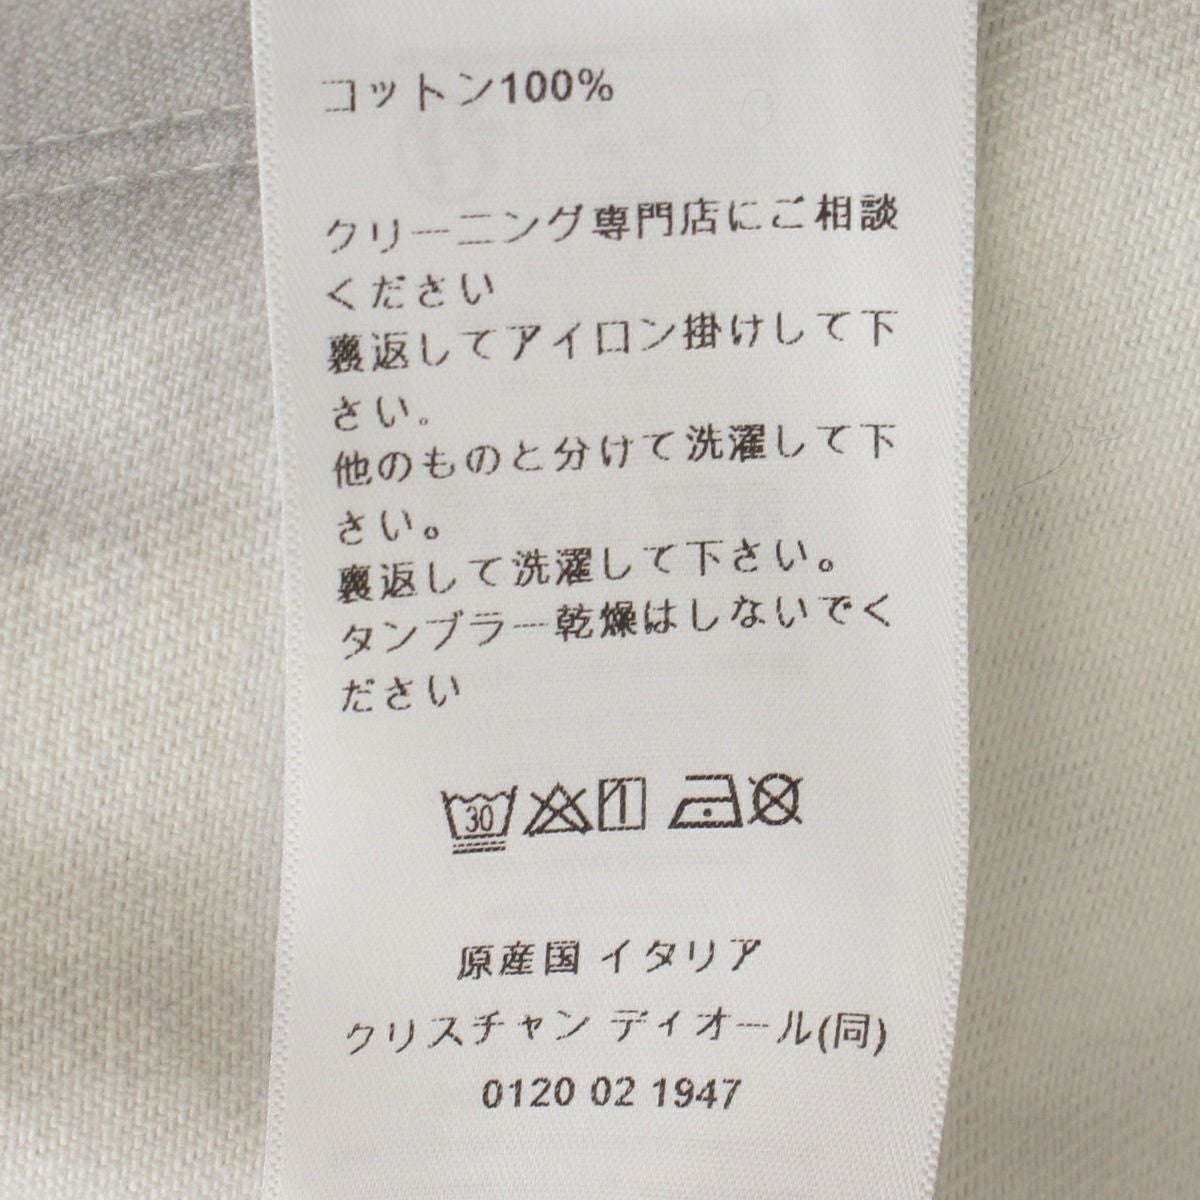 コットン100%
クリーニング専門店にご相談
ください
裏返してアイロン掛けして下
さい。
他のものと分けて洗濯して下
さい。
裏返して洗濯して下さい。
タンブラー乾燥はしないでく
ださい
30
原産国 イタリア
クリスチャン ディオール(同)
0120 02 1947